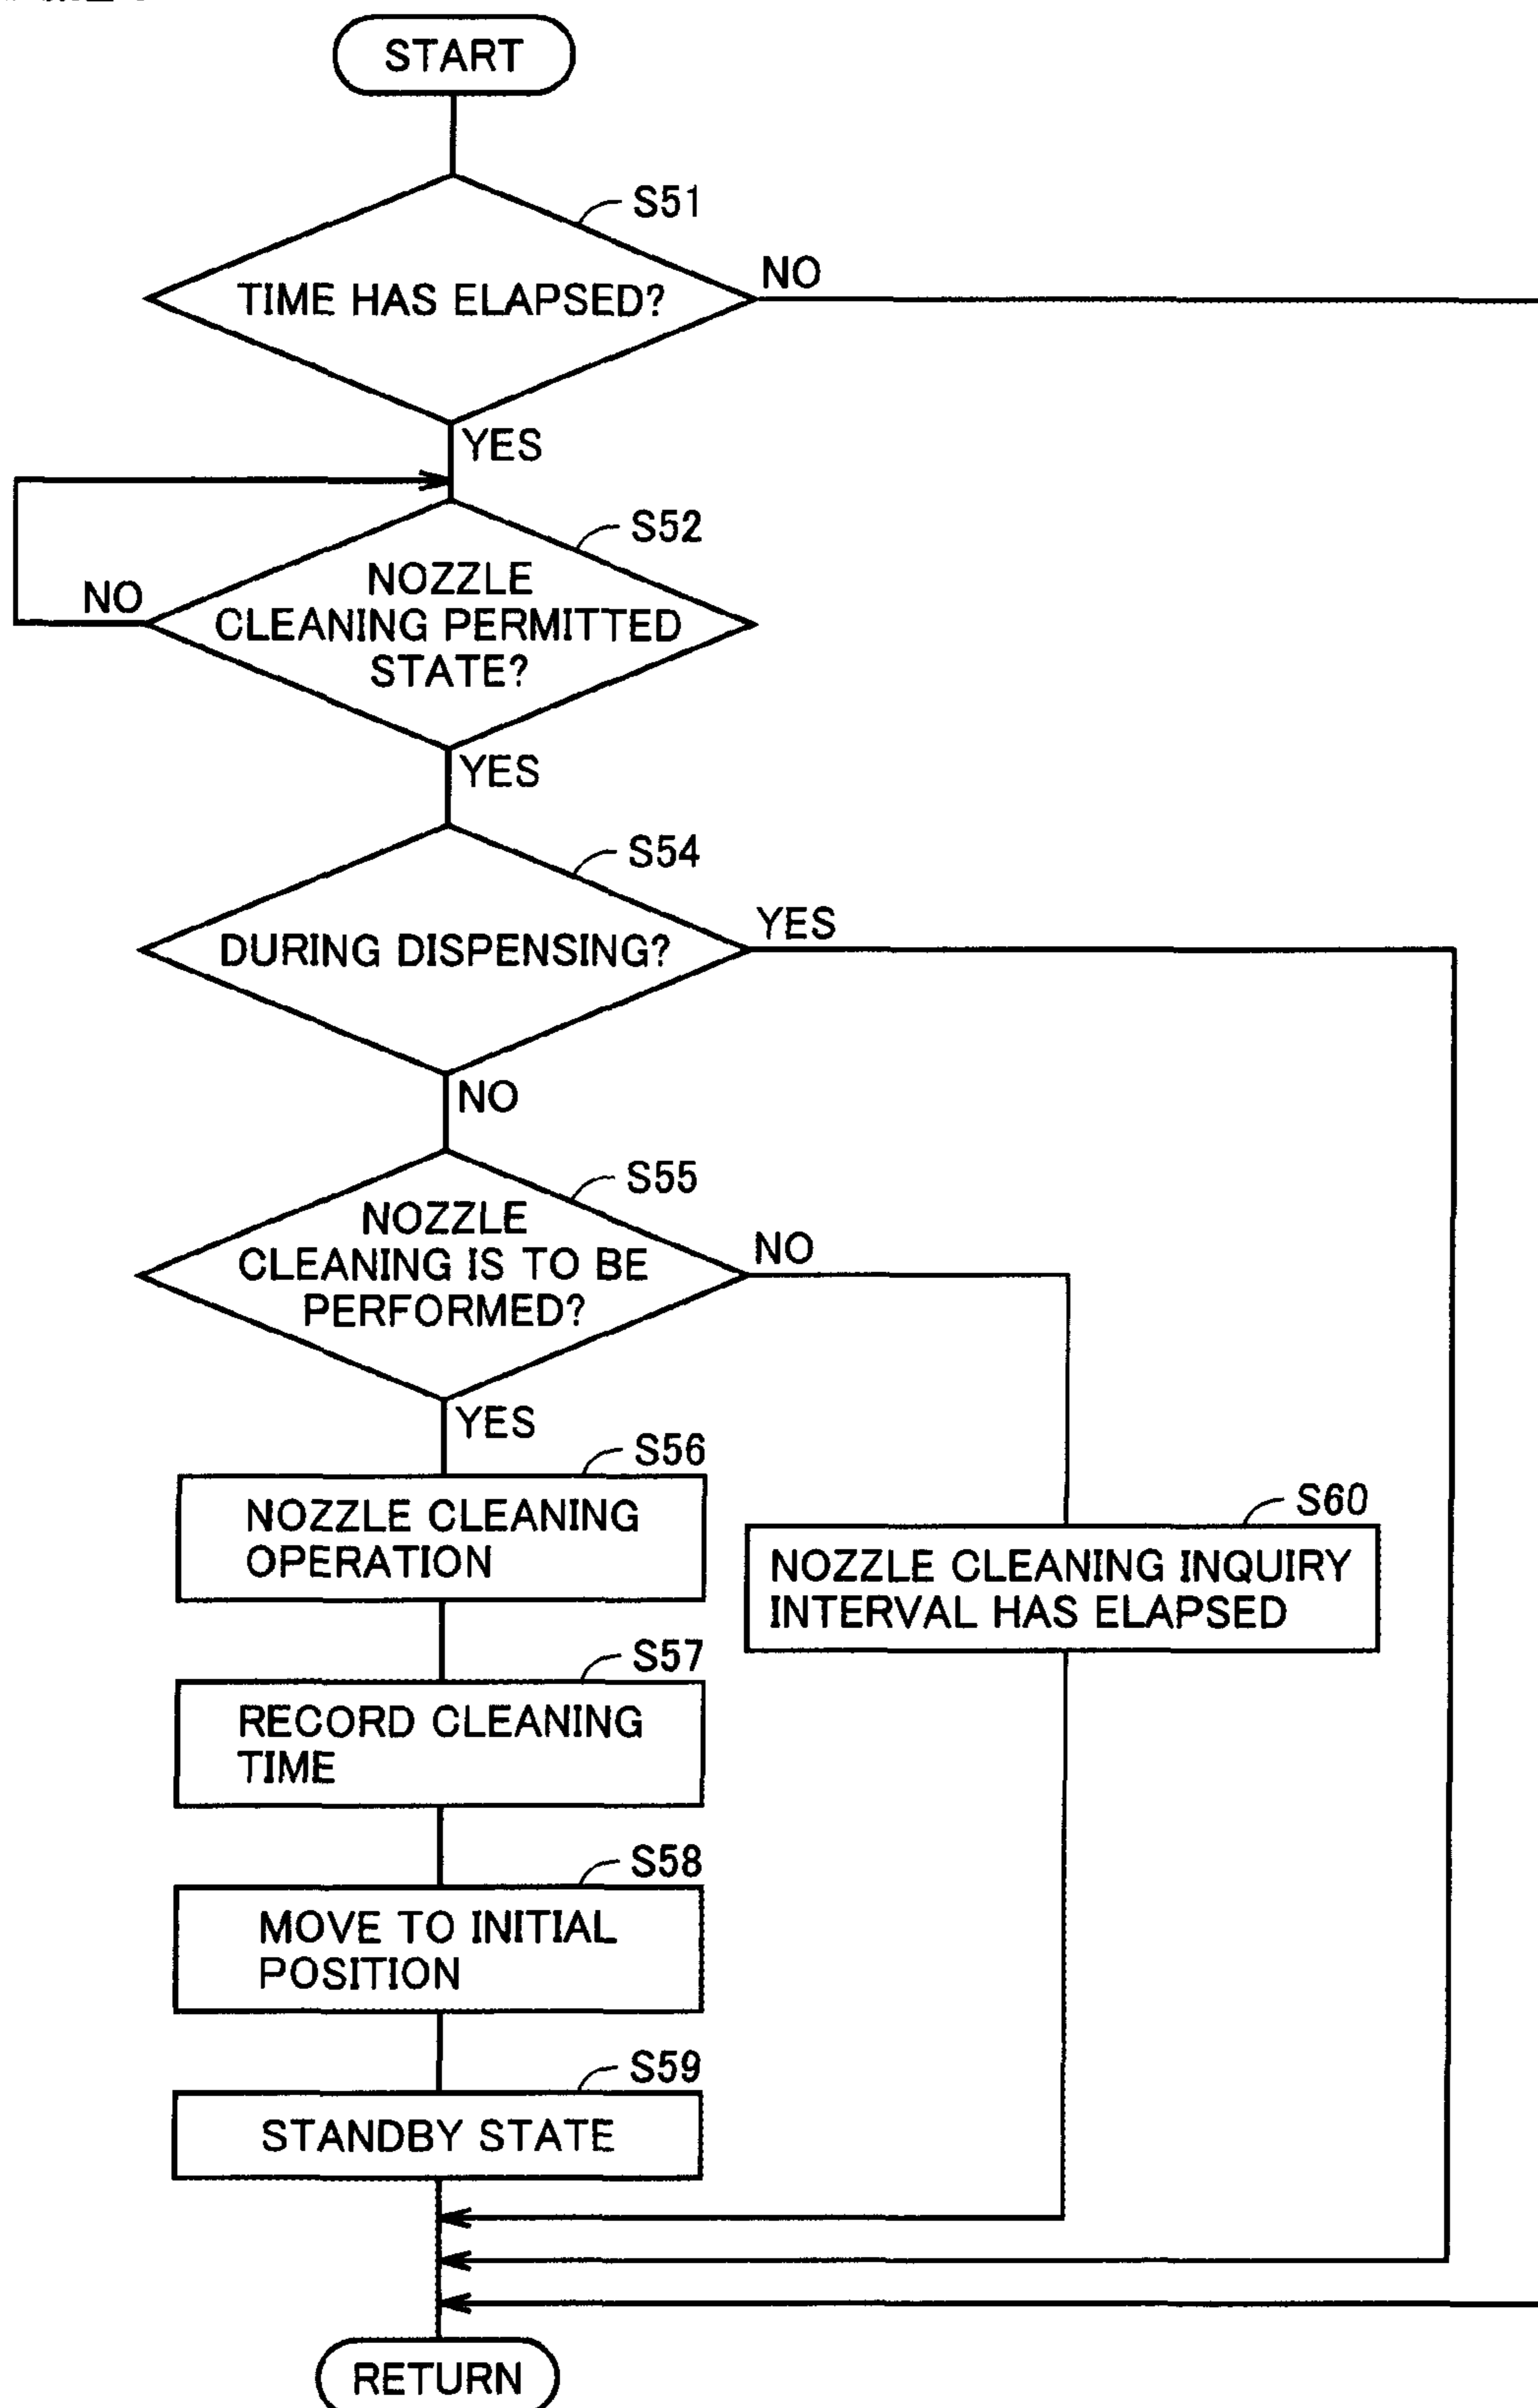 START
S51
TIME HAS ELAPSED?
NO
YES
S52
NOZZLE
CLEANING PERMITTED
STATE?
NO
YES
S54
DURING DISPENSING?
YES
NO
S55
NOZZLE
CLEANING IS TO BE
PERFORMED?
NO
YES
S56
NOZZLE CLEANING
OPERATION
S60
NOZZLE CLEANING INQUIRY
INTERVAL HAS ELAPSED
S57
RECORD CLEANING
TIME
S58
MOVE TO INITIAL
POSITION
S59
STANDBY STATE
RETURN